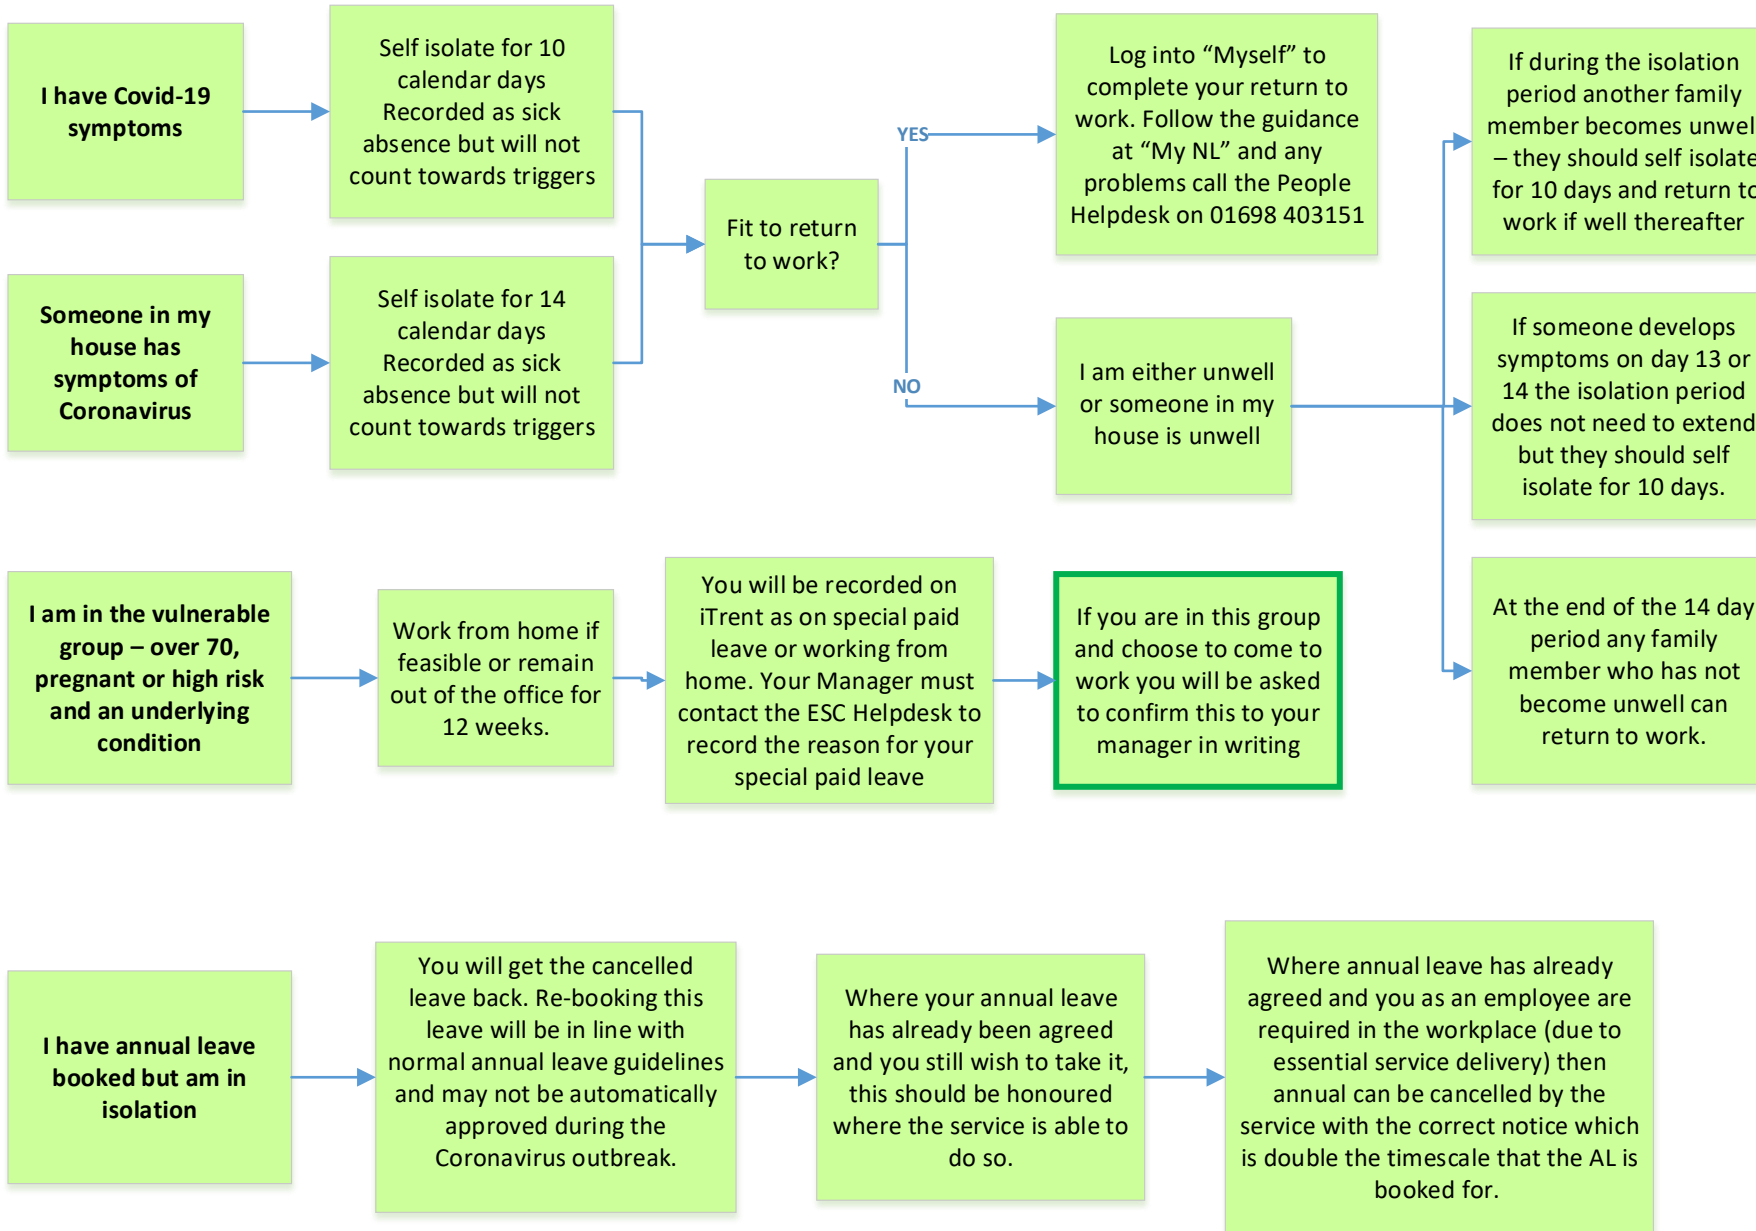 I have Covid-19
symptoms
Self isolate for 10
calendar days
Recorded as sick
absence but will not
count towards triggers
Someone in my
house has
symptoms of
Coronavirus
Self isolate for 14
calendar days
Recorded as sick
absence but will not
count towards triggers
Fit to return
to work?
YES
Log into “Myself” to
complete your return to
work. Follow the guidance
at “My NL” and any
problems call the People
Helpdesk on 01698 403151
NO
I am either unwell
or someone in my
house is unwell
If during the isolation
period another family
member becomes unwell
– they should self isolate
for 10 days and return to
work if well thereafter
If someone develops
symptoms on day 13 or
14 the isolation period
does not need to extend
but they should self
isolate for 10 days.
At the end of the 14 day
period any family
member who has not
become unwell can
return to work.
I am in the vulnerable
group – over 70,
pregnant or high risk
and an underlying
condition
Work from home if
feasible or remain
out of the office for
12 weeks.
You will be recorded on
iTrent as on special paid
leave or working from
home. Your Manager must
contact the ESC Helpdesk to
record the reason for your
special paid leave
If you are in this group
and choose to come to
work you will be asked
to confirm this to your
manager in writing
I have annual leave
booked but am in
isolation
You will get the cancelled
leave back. Re-booking this
leave will be in line with
normal annual leave guidelines
and may not be automatically
approved during the
Coronavirus outbreak.
Where your annual leave
has already been agreed
and you still wish to take it,
this should be honoured
where the service is able to
do so.
Where annual leave has already
agreed and you as an employee are
required in the workplace (due to
essential service delivery) then
annual can be cancelled by the
service with the correct notice which
is double the timescale that the AL is
booked for.